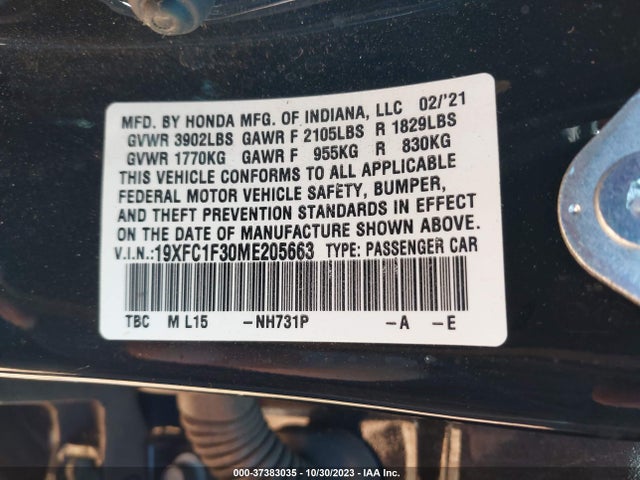 MFD. BY HONDA MFG. OF INDIANA, LLC 02/'21
GVWR 3902LBS GAWR F 2105LBS R 1829LBS
GVWR 1770KG GAWR F 955KG R 830KG
THIS VEHICLE CONFORMS TO ALL APPLICABLE
FEDERAL MOTOR VEHICLE SAFETY, BUMPER,
AND THEFT PREVENTION STANDARDS IN EFFECT
ON THE DATE OF MANUFACTURE SHOWN ABOVE.
V.I.N.:19XFC1F30ME205663 TYPE: PASSENGER CAR
TBC M L15 -NH731P -A -E
000-37383035 - 10/30/2023 - IAA Inc.